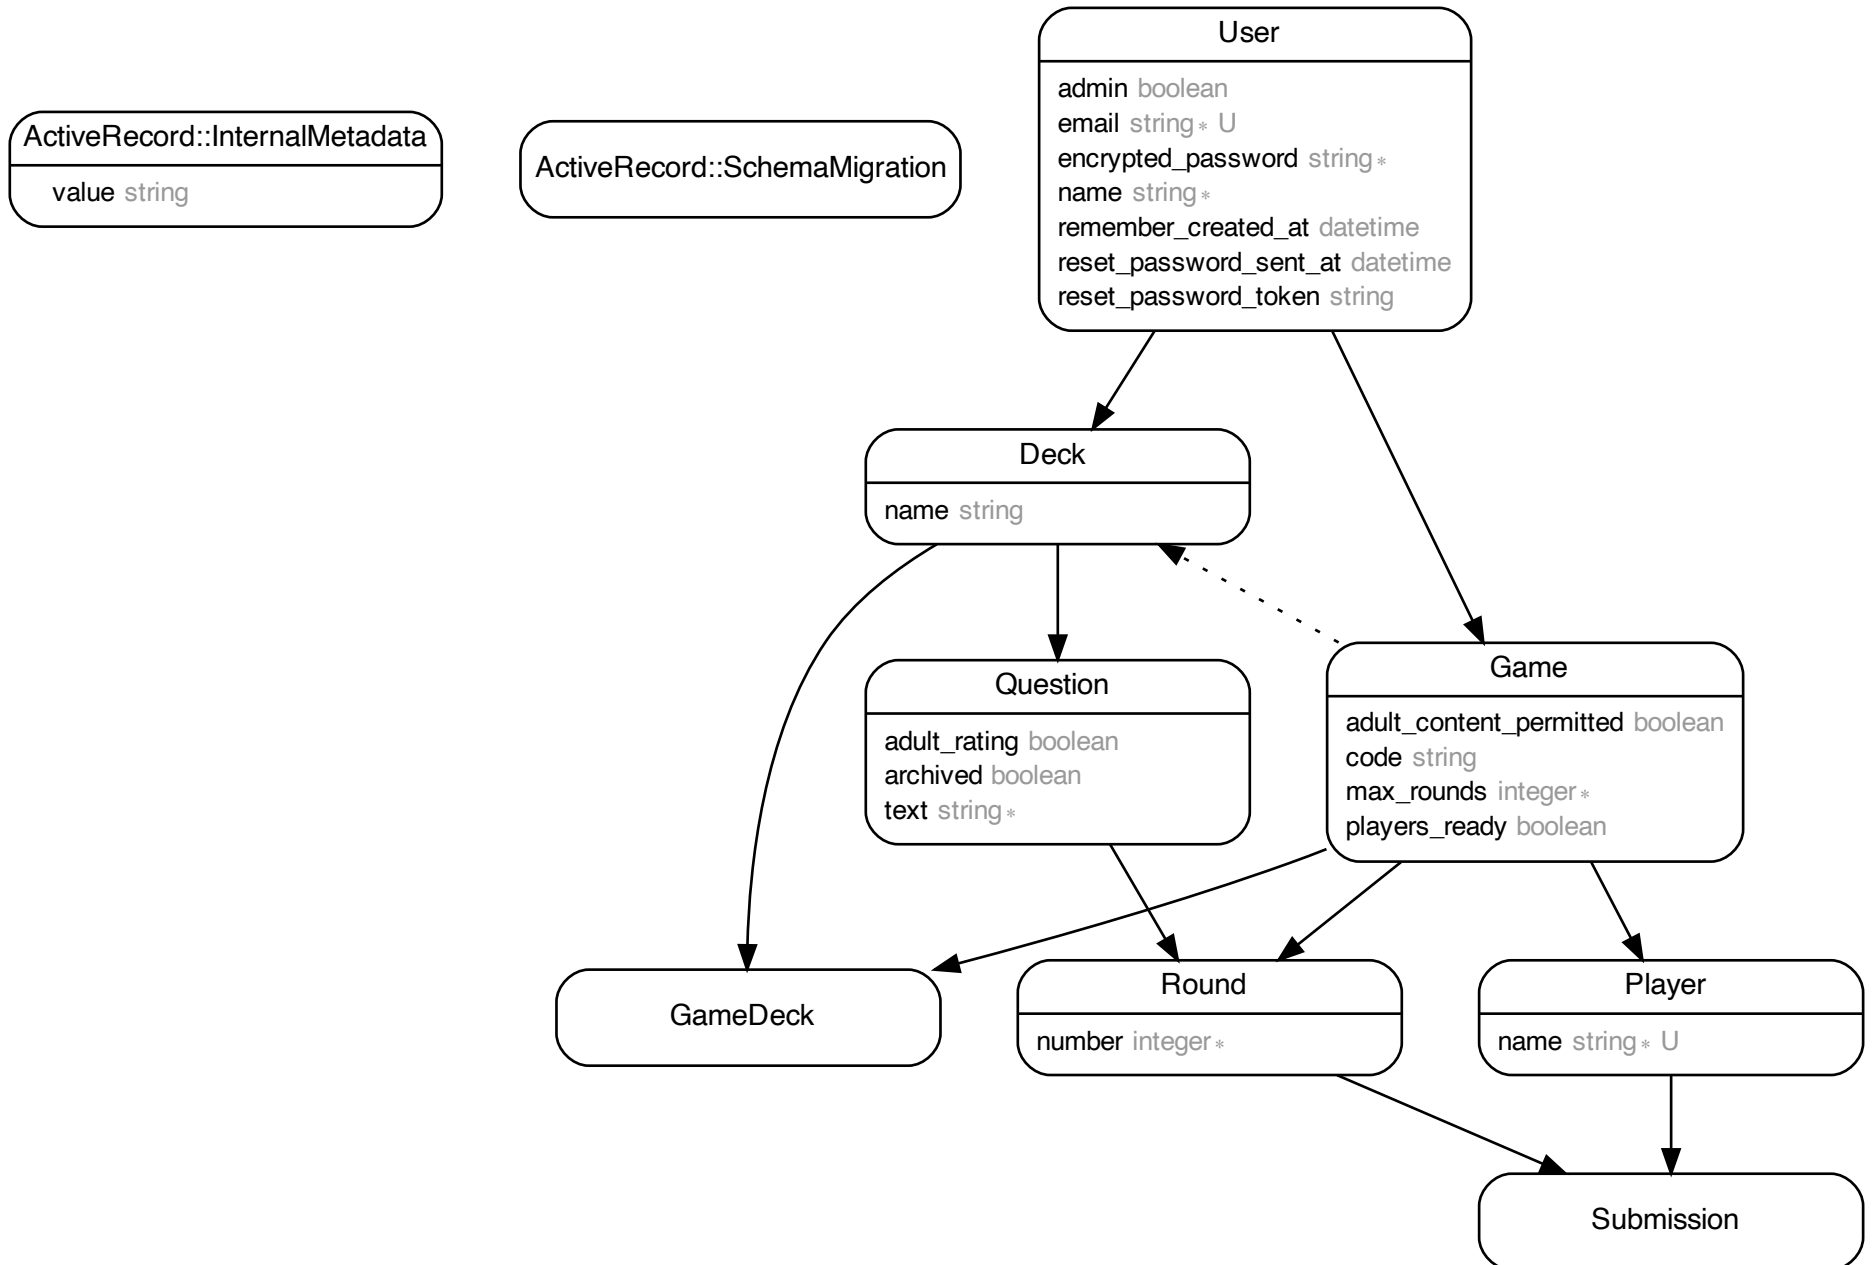 User
admin boolean
email string* U
encrypted_password string*
name string*
remember_created_at datetime
reset_password_sent_at datetime
reset_password_token string
ActiveRecord::InternalMetadata
value string
ActiveRecord::SchemaMigration
Deck
name string
Question
adult_rating boolean
archived boolean
text string*
Game
adult_content_permitted boolean
code string
max_rounds integer*
players_ready boolean
GameDeck
Round
number integer*
Player
name string* U
Submission